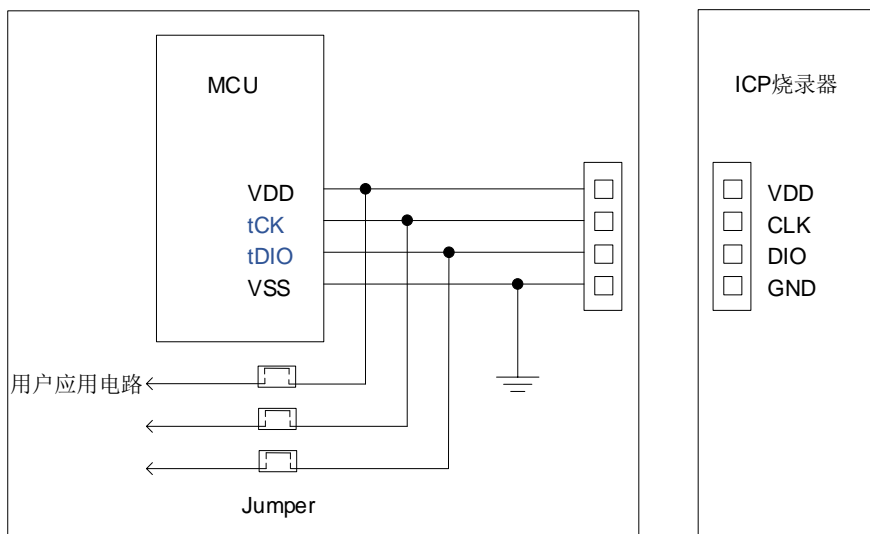 MCU
VDD
tCK
tDIO
VSS
用户应用电路
Jumper
ICP烧录器
VDD
CLK
DIO
GND